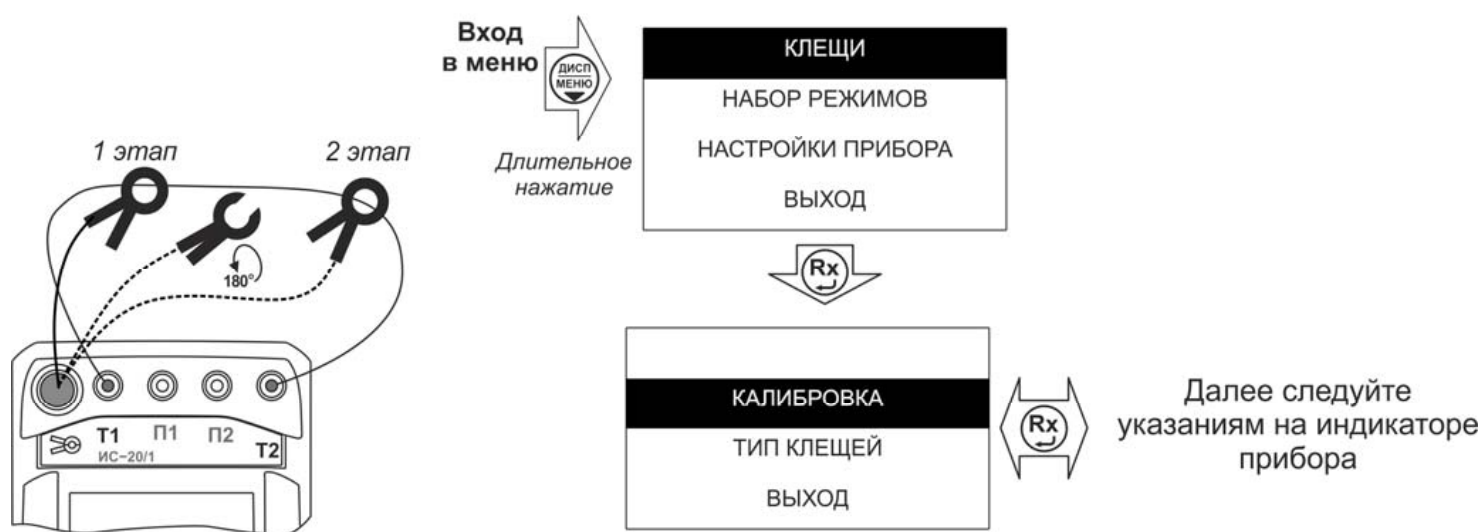 Вход
в меню
ДИСП
МЕНЮ
Длительное
нажатие
КЛЕЩИ
НАБОР РЕЖИМОВ
НАСТРОЙКИ ПРИБОРА
ВЫХОД
1 этап
2 этап
180°
Rx
T1
П1
П2
T2
ИС-20/1
КАЛИБРОВКА
ТИП КЛЕЩЕЙ
ВЫХОД
Rx
Далее следуйте
указаниям на индикаторе
прибора